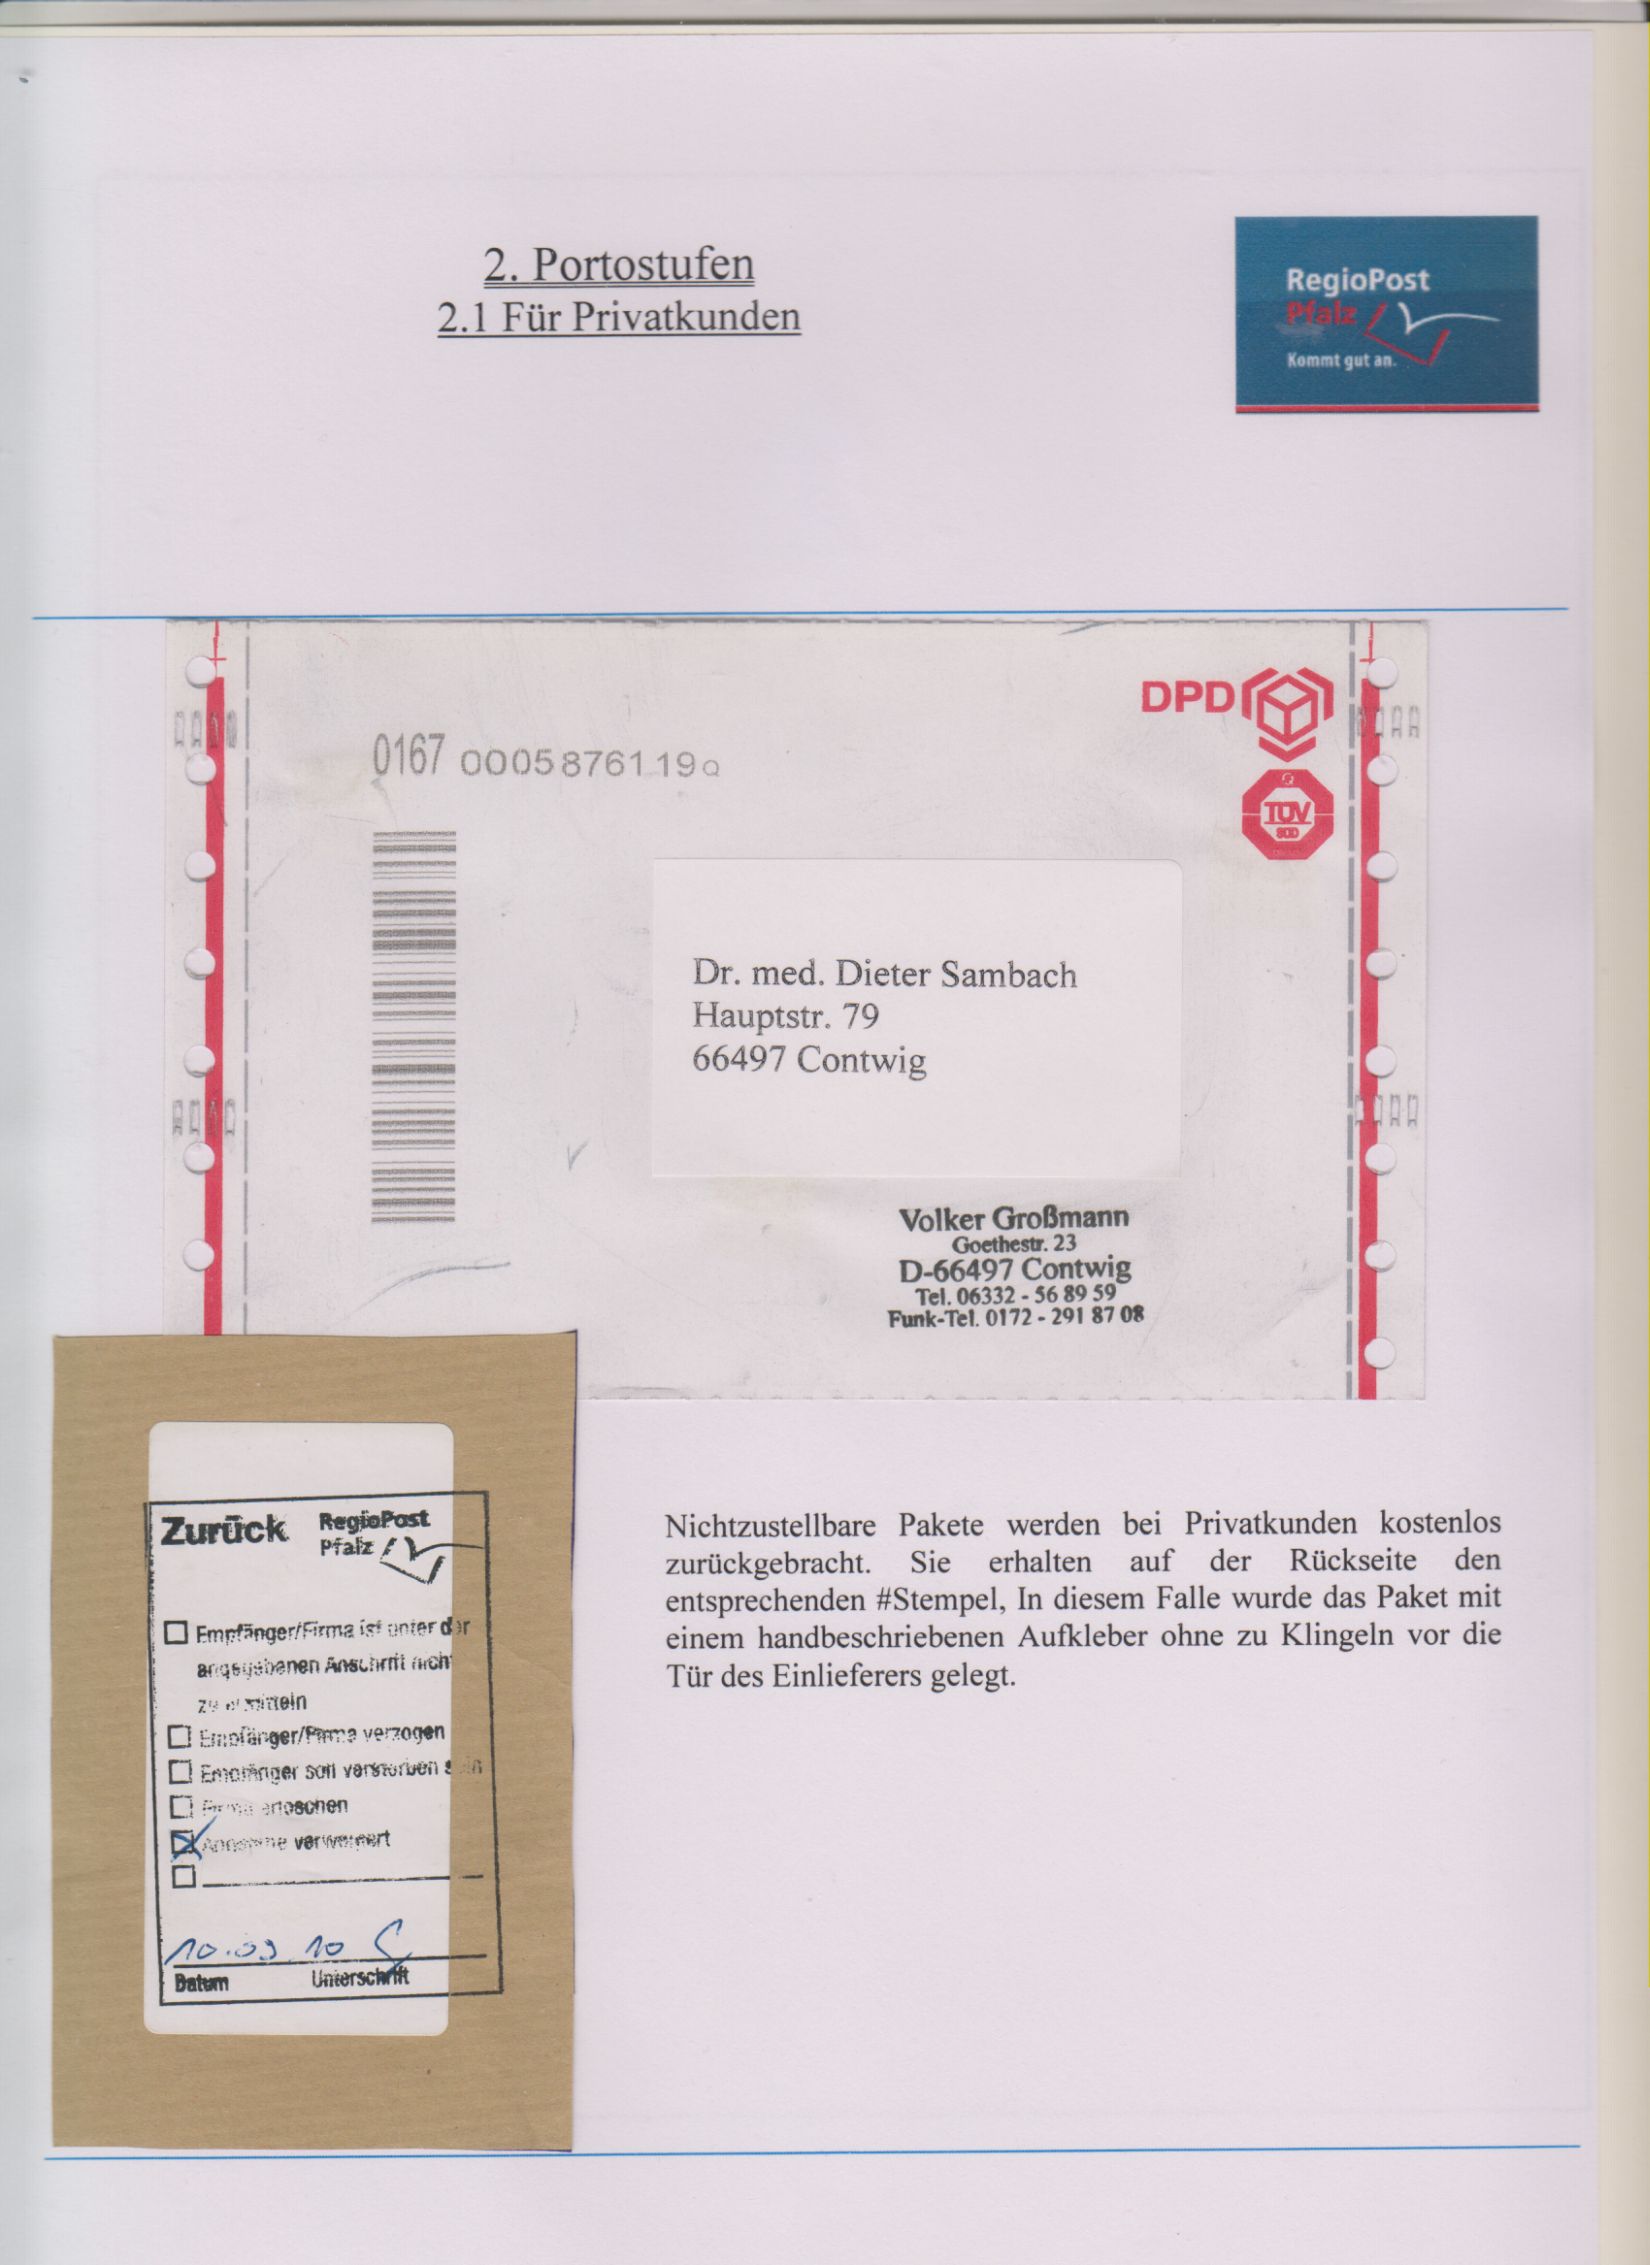 2. Portostufen
2.1 Für Privatkunden
RegioPost
Pfalz
Kommt gut an.
DPD
0167 0005876119Q
TÜV
SÜD
Dr. med. Dieter Sambach
Hauptstr. 79
66497 Contwig
Volker Großmann
Goethestr. 23
D-66497 Contwig
Tel. 06332 - 56 89 59
Funk-Tel. 0172 - 291 87 08
Zurück RegioPost
Pfalz
Empfänger/Firma ist unter der
angegebenen Anschrift nicht
zu ermitteln
Empfänger/Firma verzogen
Empfänger soll verstorben sein
Firma erloschen
Annahme verweigert
10.09.10
Datum Unterschrift
Nichtzustellbare Pakete werden bei Privatkunden kostenlos
zurückgebracht. Sie erhalten auf der Rückseite den
entsprechenden #Stempel, In diesem Falle wurde das Paket mit
einem handbeschriebenen Aufkleber ohne zu Klingeln vor die
Tür des Einlieferers gelegt.